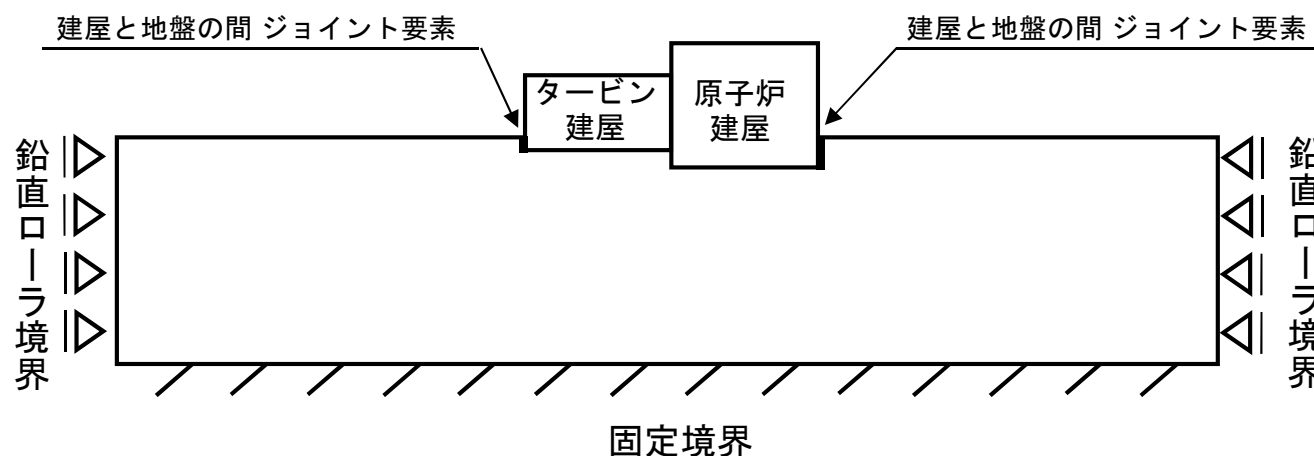 建屋と地盤の間 ジョイント要素
建屋と地盤の間 ジョイント要素
タービン
建屋
原子炉
建屋
鉛直ローラ境界
鉛直ローラ境界
固定境界